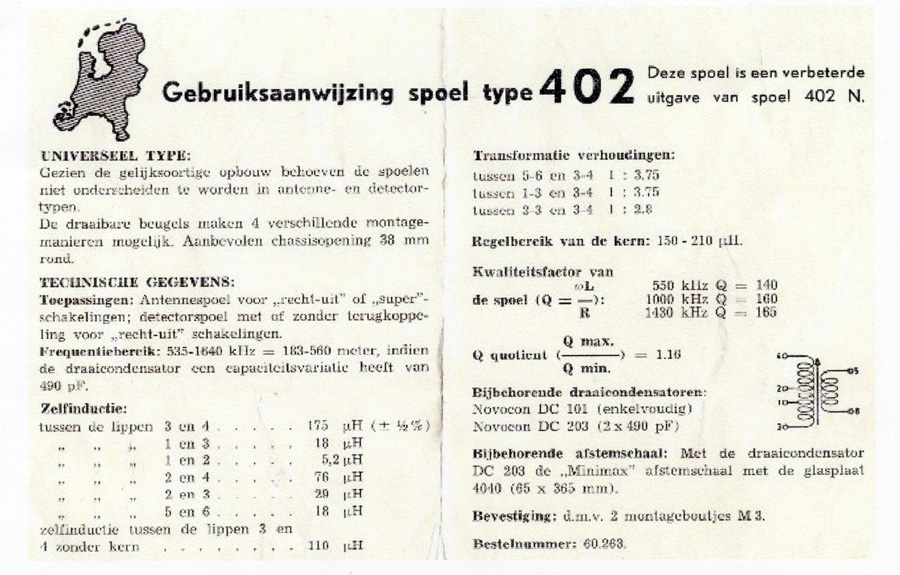 Gebruiksaanwijzing spoel type 402
Deze spoel is een verbeterde
uitgave van spoel 402 N.
UNIVERSEEL TYPE:
Gezien de gelijksoortige opbouw behoeven de spoelen
niet onderscheiden te worden in antenne- en detector-
typen.
De draaibare beugels maken 4 verschillende montage-
manieren mogelijk. Aanbevolen chassisopening 38 mm
rond.
TECHNISCHE GEGEVENS:
Toepassingen: Antennespoel voor „recht-uit" of „super"-
schakelingen; detectorspoel met of zonder terugkoppe-
ling voor „recht-uit" schakelingen.
Frequentiebereik: 535-1640 kHz = 183-560 meter, indien
de draaicondensator een capaciteitsvariatie heeft van
490 pF.
Zelfinductie:
tussen de lippen 3 en 4 . . . . . 175 µH (± ½%)
„ „ „ 1 en 3 . . . . . 18 µH
„ „ „ 1 en 2 . . . . . 5,2 µH
„ „ „ 2 en 4 . . . . . 76 µH
„ „ „ 2 en 3 . . . . . 29 µH
„ „ „ 5 en 6 . . . . . 18 µH
zelfinductie tussen de lippen 3 en
4 zonder kern . . . . . . . . 110 µH
Transformatie verhoudingen:
tussen 5-6 en 3-4 1 : 3.75
tussen 1-3 en 3-4 1 : 3.75
tussen 2-3 en 3-4 1 : 2.8
Regelbereik van de kern: 150 - 210 µH.
Kwaliteitsfactor van
de spoel (Q = ωL/R):
550 kHz Q = 140
1000 kHz Q = 160
1430 kHz Q = 165
Q quotient (Q max./Q min.) = 1.16
Bijbehorende draaicondensatoren:
Novocon DC 101 (enkelvoudig)
Novocon DC 203 (2 x 490 pF)
4
2
1
3
5
6
Bijbehorende afstemschaal: Met de draaicondensator
DC 203 de „Minimax" afstemschaal met de glasplaat
4040 (65 x 365 mm).
Bevestiging: d.m.v. 2 montageboutjes M 3.
Bestelnummer: 60.263.